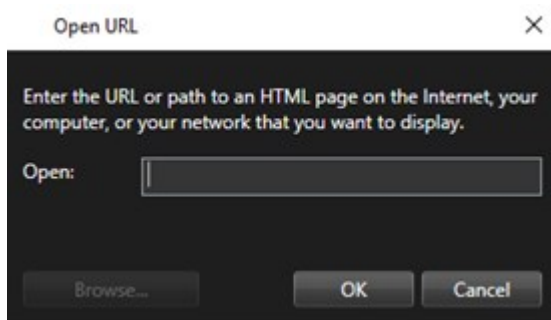 Open URL
Enter the URL or path to an HTML page on the Internet, your
computer, or your network that you want to display.
Open:
Browse...
OK
Cancel